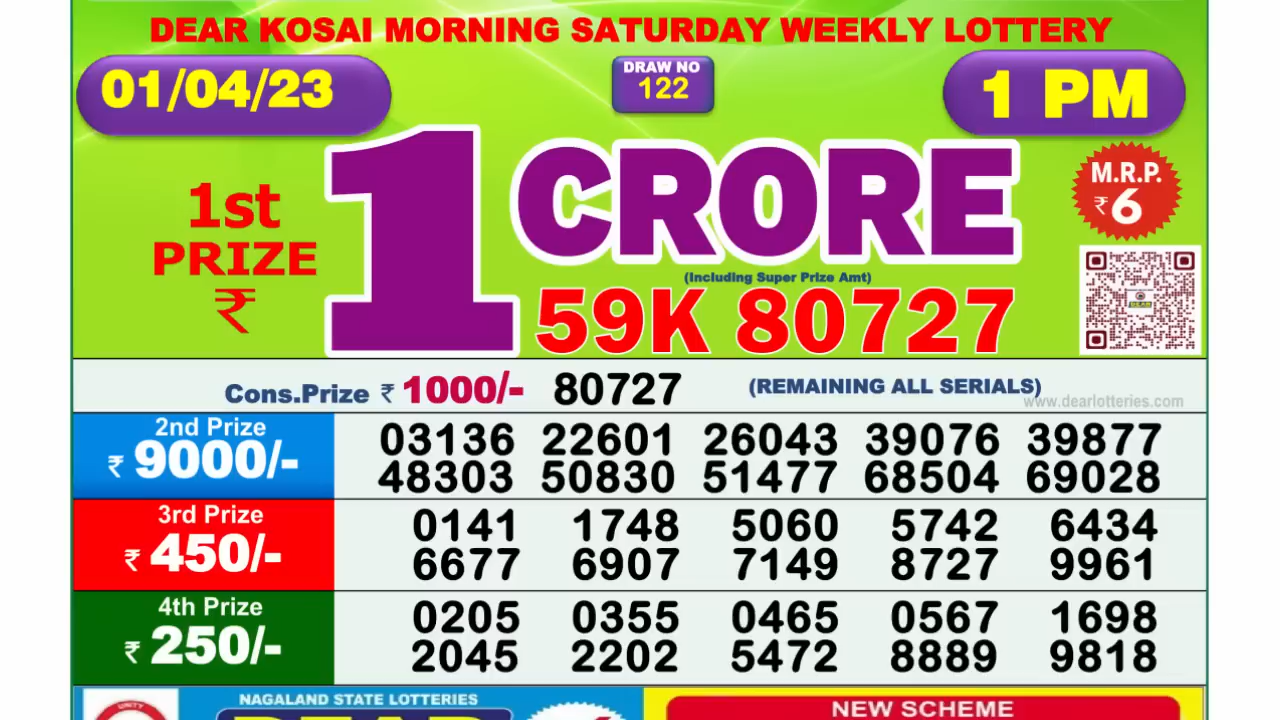 DEAR KOSAI MORNING SATURDAY WEEKLY LOTTERY
01/04/23
DRAW NO
122
1 PM
1st
PRIZE
₹
1 CRORE
(Including Super Prize Amt)
59K 80727
M.R.P.
₹ 6
Cons.Prize ₹ 1000/- 80727 (REMAINING ALL SERIALS)
www.dearlotteries.com
2nd Prize
₹ 9000/-
03136 22601 26043 39076 39877
48303 50830 51477 68504 69028
3rd Prize
₹ 450/-
0141 1748 5060 5742 6434
6677 6907 7149 8727 9961
4th Prize
₹ 250/-
0205 0355 0465 0567 1698
2045 2202 5472 8889 9818
UNITY
NAGALAND STATE LOTTERIES
DEAR
NEW SCHEME